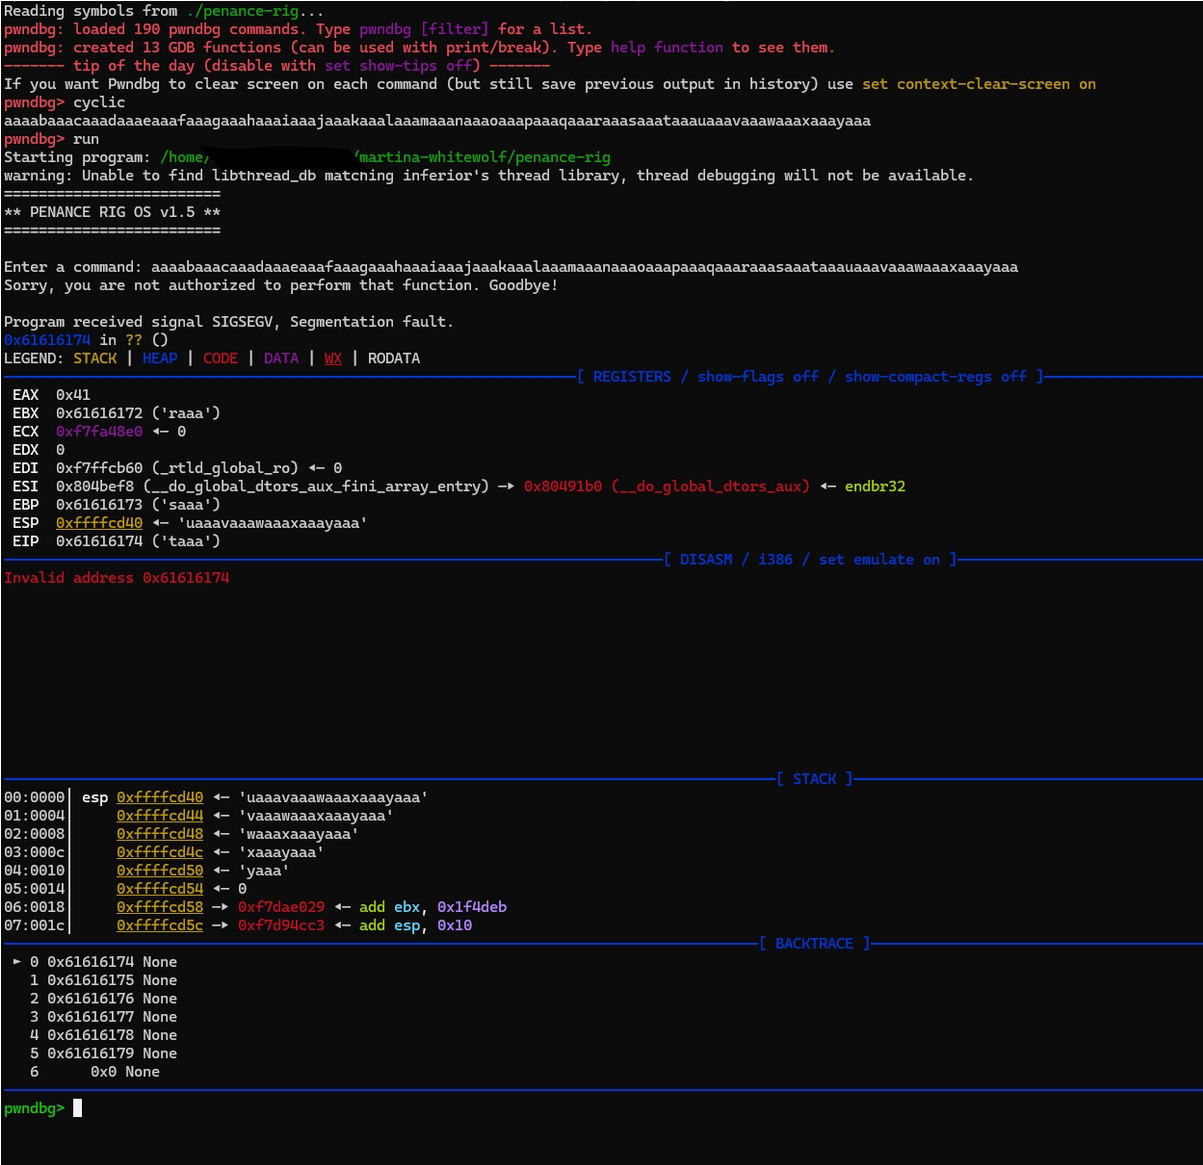 Reading symbols from ./penance-rig...
pwndbg: loaded 190 pwndbg commands. Type pwndbg [filter] for a list.
pwndbg: created 13 GDB functions (can be used with print/break). Type help function to see them.
------- tip of the day (disable with set show-tips off) -------
If you want Pwndbg to clear screen on each command (but still save previous output in history) use set context-clear-screen on
pwndbg> cyclic
aaaabaaacaaadaaaeaaafaaagaaahaaaiaaajaaakaaalaaamaaanaaaoaaapaaaqaaaraaasaaataaauaaavaaawaaaxaaayaaa
pwndbg> run
Starting program: /home/ /martina-whitewolf/penance-rig
warning: Unable to find libthread_db matching inferior's thread library, thread debugging will not be available.
=========================
** PENANCE RIG OS v1.5 **
=========================
Enter a command: aaaabaaacaaadaaaeaaafaaagaaahaaaiaaajaaakaaalaaamaaanaaaoaaapaaaqaaaraaasaaataaauaaavaaawaaaxaaayaaa
Sorry, you are not authorized to perform that function. Goodbye!
Program received signal SIGSEGV, Segmentation fault.
0x61616174 in ?? ()
LEGEND: STACK | HEAP | CODE | DATA | WX | RODATA
[ REGISTERS / show-flags off / show-compact-regs off ]
EAX 0x41
EBX 0x61616172 ('raaa')
ECX 0xf7fa48e0 ◂— 0
EDX 0
EDI 0xf7ffcb60 (_rtld_global_ro) ◂— 0
ESI 0x804bef8 (__do_global_dtors_aux_fini_array_entry) —▸ 0x80491b0 (__do_global_dtors_aux) ◂— endbr32
EBP 0x61616173 ('saaa')
ESP 0xffffcd40 ◂— 'uaaavaaawaaaxaaayaaa'
EIP 0x61616174 ('taaa')
[ DISASM / i386 / set emulate on ]
Invalid address 0x61616174
[ STACK ]
00:0000│ esp 0xffffcd40 ◂— 'uaaavaaawaaaxaaayaaa'
01:0004│ 0xffffcd44 ◂— 'vaaawaaaxaaayaaa'
02:0008│ 0xffffcd48 ◂— 'waaaxaaayaaa'
03:000c│ 0xffffcd4c ◂— 'xaaayaaa'
04:0010│ 0xffffcd50 ◂— 'yaaa'
05:0014│ 0xffffcd54 ◂— 0
06:0018│ 0xffffcd58 —▸ 0xf7dae029 ◂— add ebx, 0x1f4deb
07:001c│ 0xffffcd5c —▸ 0xf7d94cc3 ◂— add esp, 0x10
[ BACKTRACE ]
► 0 0x61616174 None
1 0x61616175 None
2 0x61616176 None
3 0x61616177 None
4 0x61616178 None
5 0x61616179 None
6 0x0 None
pwndbg>